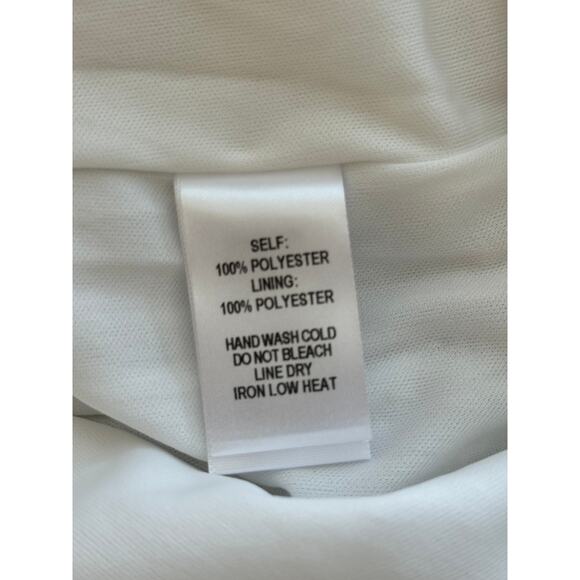 SELF:
100% POLYESTER
LINING:
100% POLYESTER
HAND WASH COLD
DO NOT BLEACH
LINE DRY
IRON LOW HEAT